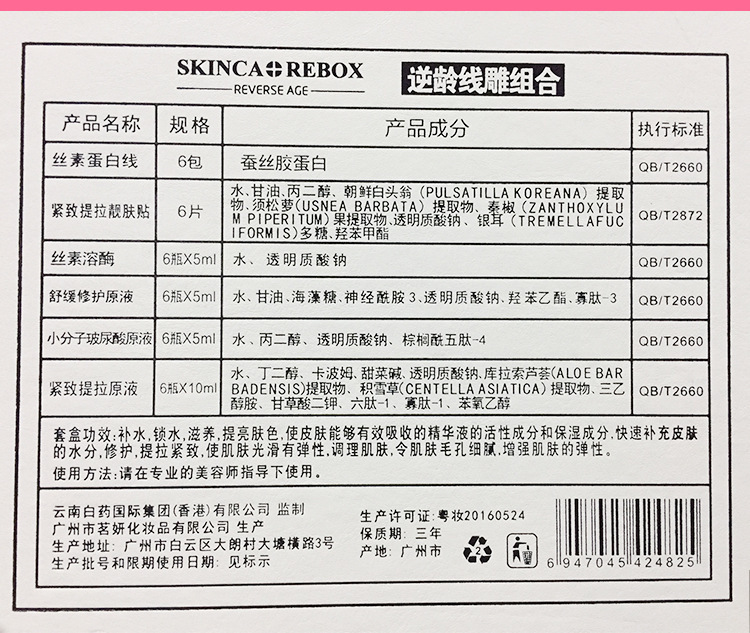 SKINCA REBOX
REVERSE AGE
逆龄线雕组合
产品名称 规格 产品成分 执行标准
丝素蛋白线 6包 蚕丝胶蛋白 QB/T2660
紧致提拉靓肤贴 6片 水、甘油、丙二醇、朝鲜白头翁(PULSATILLA KOREANA)提取
物、须松萝(USNEA BARBATA)提取物、秦椒(ZANTHOXYLU
M PIPERITUM)果提取物、透明质酸钠、银耳(TREMELLAFUC
IFORMIS)多糖、羟苯甲酯
QB/T2872
丝素溶酶 6瓶X5ml 水、透明质酸钠 QB/T2660
舒缓修护原液 6瓶X5ml 水、甘油、海藻糖、神经酰胺3、透明质酸钠、羟苯乙酯、寡肽-3 QB/T2660
小分子玻尿酸原液 6瓶X5ml 水、丙二醇、透明质酸钠、棕榈酰五肽-4 QB/T2660
紧致提拉原液 6瓶X10ml 水、丁二醇、卡波姆、甜菜碱、透明质酸钠、库拉索芦荟(ALOE BAR
BADENSIS)提取物、积雪草(CENTELLA ASIATICA)提取物、三乙
醇胺、甘草酸二钾、六肽-1、寡肽-1、苯氧乙醇
QB/T2660
套盒功效:补水,锁水,滋养,提亮肤色,使皮肤能够有效吸收的精华液的活性成分和保湿成分,快速补充皮肤
的水分,修护,提拉紧致,使肌肤光滑有弹性,调理肌肤,令肌肤毛孔细腻,增强肌肤的弹性。
使用方法:请在专业的美容师指导下使用。
云南白药国际集团(香港)有限公司 监制
广州市茗妍化妆品有限公司 生产
生产地址: 广州市白云区大朗村大塘横路3号
生产批号和限期使用日期: 见标示
生产许可证: 粤妆20160524
保质期: 三年
产地: 广州市
2
6 947045 424825